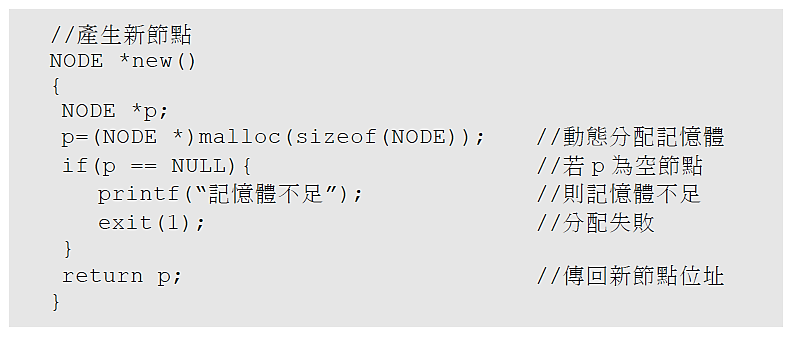 //產生新節點
NODE *new()
{
 NODE *p;
 p=(NODE *)malloc(sizeof(NODE)); //動態分配記憶體
 if(p == NULL){ //若p為空節點
 printf(“記憶體不足”); //則記憶體不足
 exit(1); //分配失敗
 }
 return p; //傳回新節點位址
}